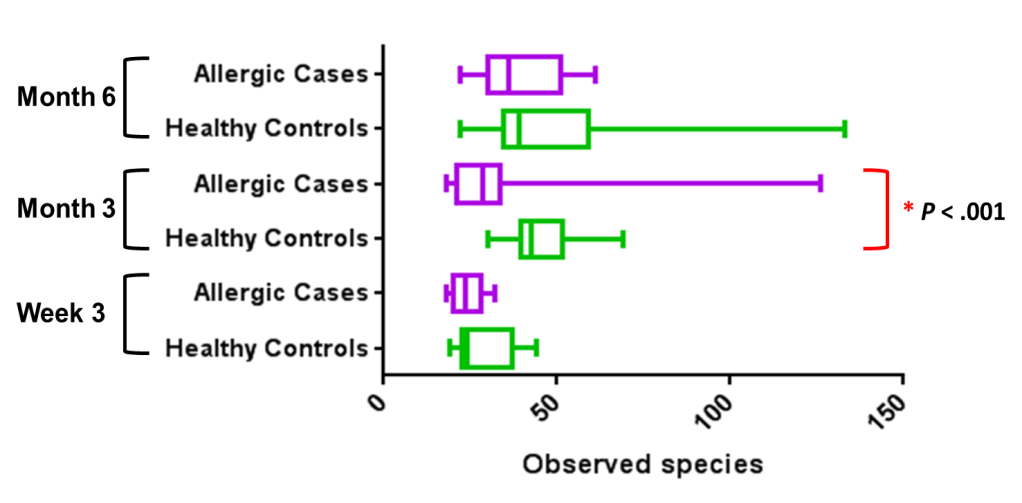 Month 6
Allergic Cases
Healthy Controls
Month 3
Allergic Cases
Healthy Controls
* P < .001
Week 3
Allergic Cases
Healthy Controls
0
50
100
150
Observed species